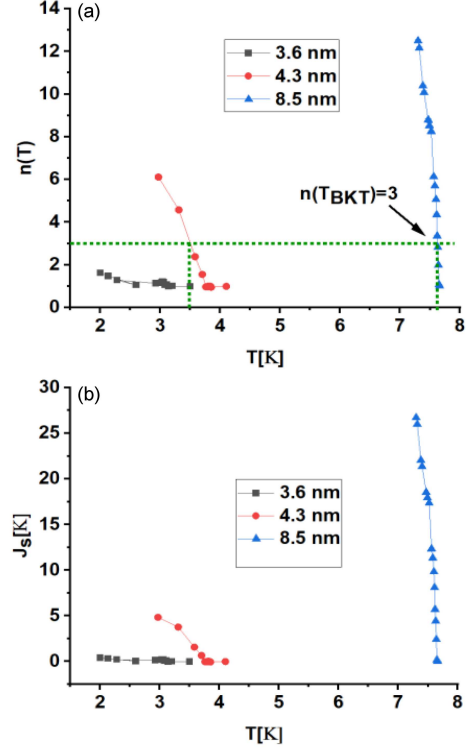 (a)
14
12
10
8
6
4
2
0
n(T)
3.6 nm
4.3 nm
8.5 nm
n(TBKT)=3
2 3 4 5 6 7 8
T[K]
(b)
30
25
20
15
10
5
0
Js[K]
3.6 nm
4.3 nm
8.5 nm
2 3 4 5 6 7 8
T[K]